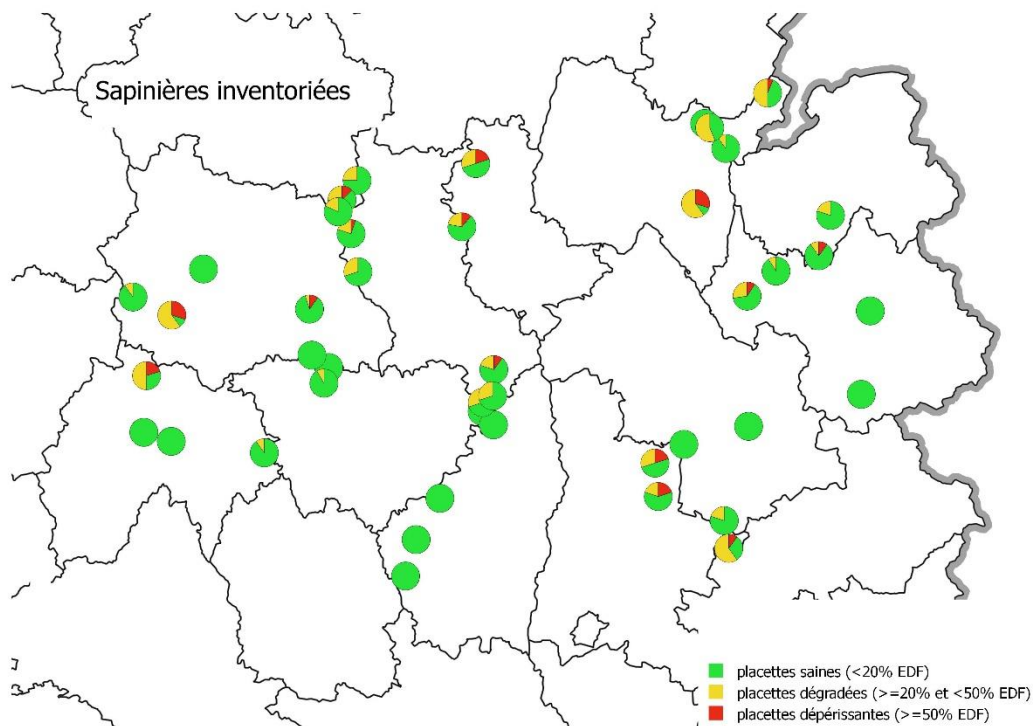 Sapinières inventoriées
placettes saines (<20% EDF)
placettes dégradées (>=20% et <50% EDF)
placettes dépérissantes (>=50% EDF)